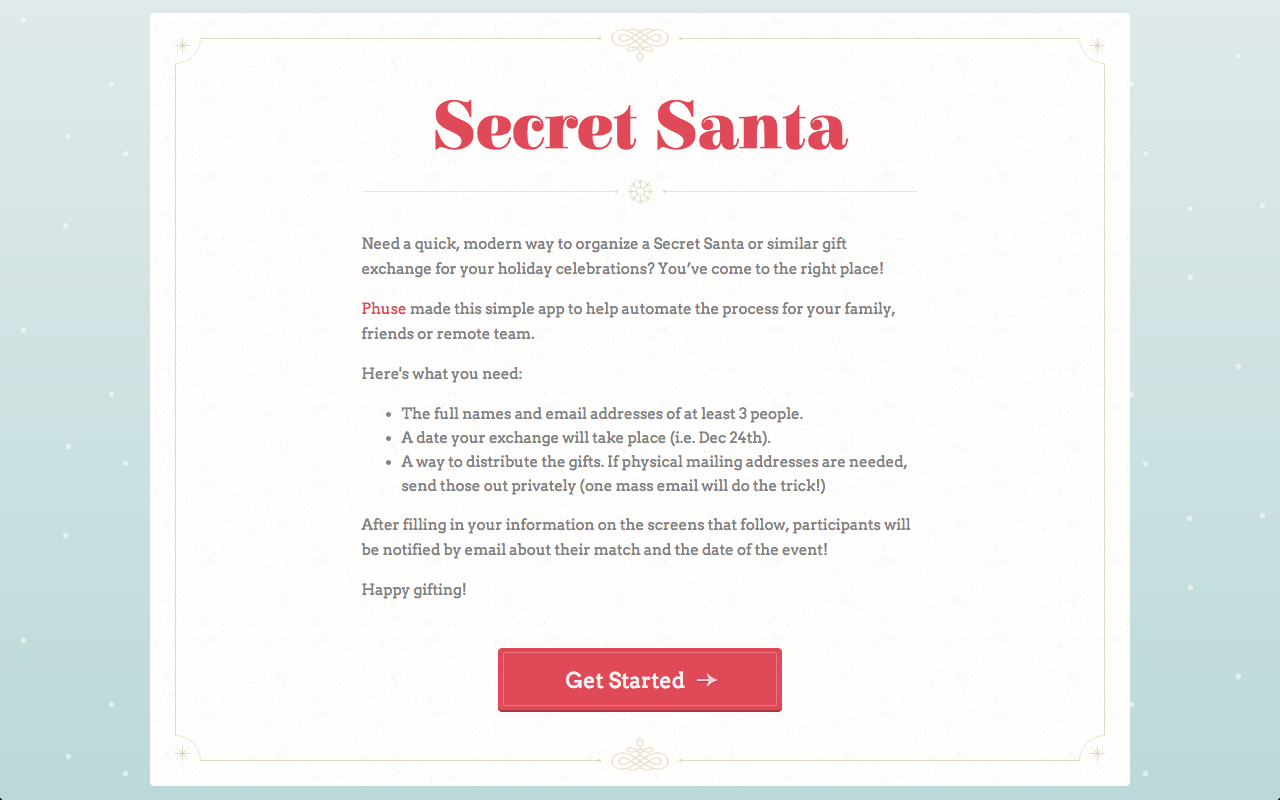 Secret Santa
Need a quick, modern way to organize a Secret Santa or similar gift
exchange for your holiday celebrations? You’ve come to the right place!
Phuse made this simple app to help automate the process for your family,
friends or remote team.
Here's what you need:
• The full names and email addresses of at least 3 people.
• A date your exchange will take place (i.e. Dec 24th).
• A way to distribute the gifts. If physical mailing addresses are needed,
send those out privately (one mass email will do the trick!)
After filling in your information on the screens that follow, participants will
be notified by email about their match and the date of the event!
Happy gifting!
Get Started →